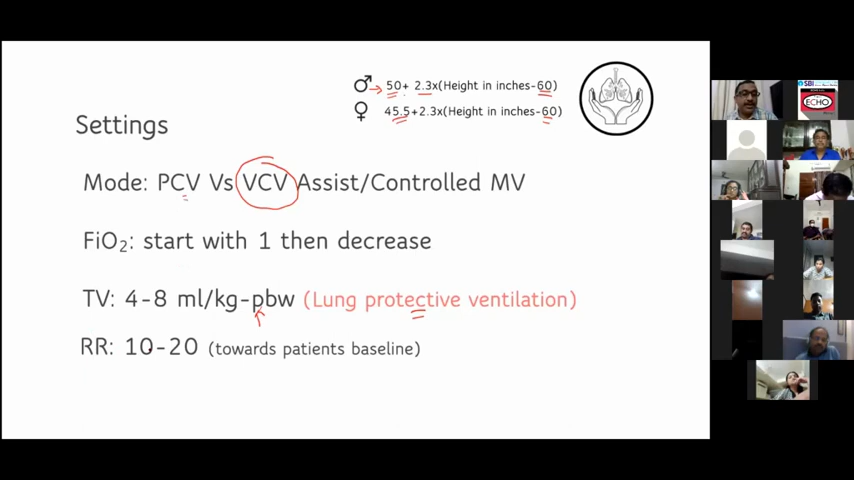 ♂ 50+ 2.3x(Height in inches-60)
♀ 45.5+2.3x(Height in inches-60)
Settings
Mode: PCV Vs VCV Assist/Controlled MV
FiO₂: start with 1 then decrease
TV: 4-8 ml/kg-pbw (Lung protective ventilation)
RR: 10-20 (towards patients baseline)
SBI
ECHO